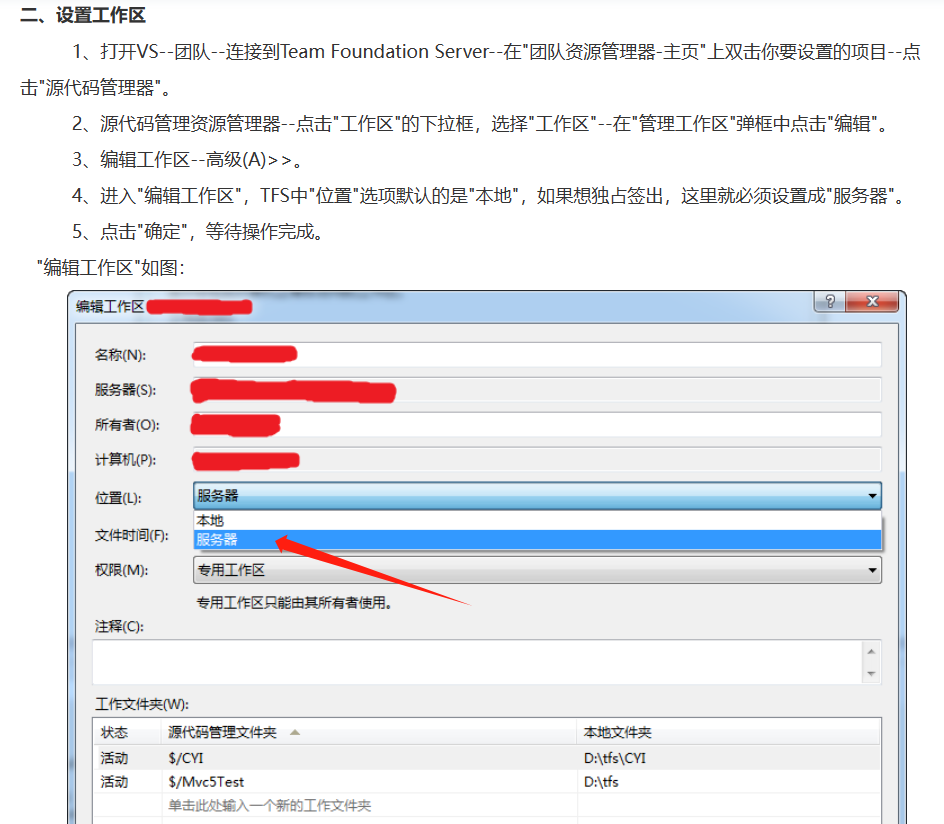 二、设置工作区
1、打开VS--团队--连接到Team Foundation Server--在"团队资源管理器-主页"上双击你要设置的项目--点
击"源代码管理器"。
2、源代码管理资源管理器--点击"工作区"的下拉框，选择"工作区"--在"管理工作区"弹框中点击"编辑"。
3、编辑工作区--高级(A)>>。
4、进入"编辑工作区"，TFS中"位置"选项默认的是"本地"，如果想独占签出，这里就必须设置成"服务器"。
5、点击"确定"，等待操作完成。
"编辑工作区"如图：
编辑工作区
名称(N):
服务器(S):
所有者(O):
计算机(P):
位置(L): 服务器
本地
文件时间(F): 服务器
权限(M): 专用工作区
专用工作区只能由其所有者使用。
注释(C):
工作文件夹(W):
状态 源代码管理文件夹 本地文件夹
活动 $/CYI D:\tfs\CYI
活动 $/Mvc5Test D:\tfs
单击此处输入一个新的工作文件夹